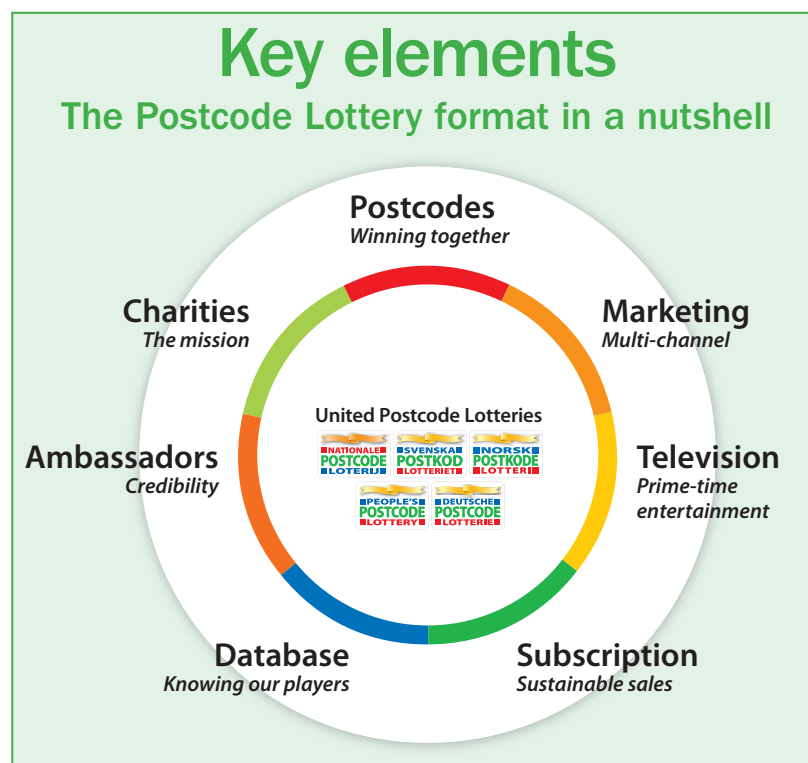 Key elements
The Postcode Lottery format in a nutshell
Postcodes
Winning together
Charities
The mission
Marketing
Multi-channel
United Postcode Lotteries
NATIONALE
POSTCODE
LOTERIJ
SVENSKA
POSTKOD
LOTTERIET
NORSK
POSTKODE
LOTTERI
PEOPLE'S
POSTCODE
LOTTERY
DEUTSCHE
POSTCODE
LOTTERIE
Ambassadors
Credibility
Television
Prime-time
entertainment
Database
Knowing our players
Subscription
Sustainable sales